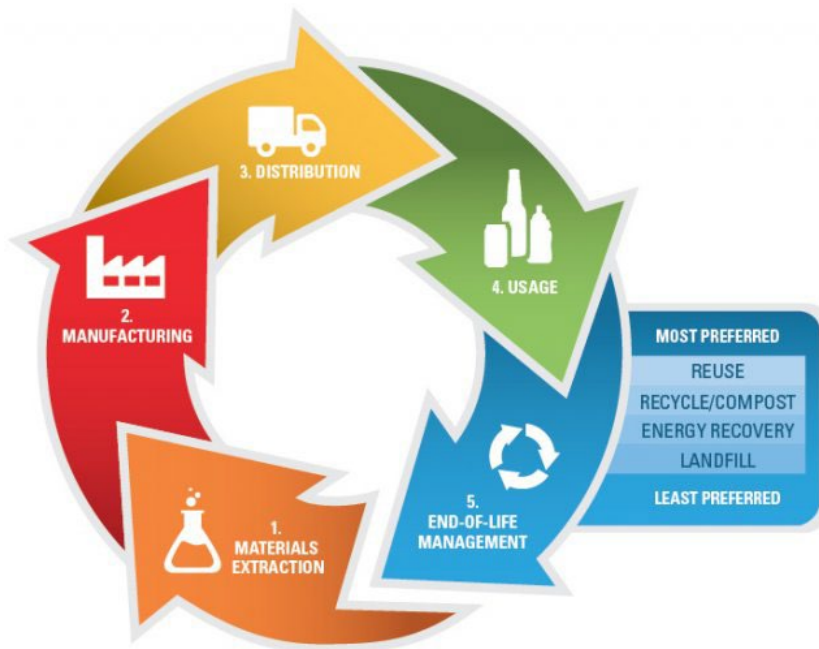 3. DISTRIBUTION
4. USAGE
2.
MANUFACTURING
MOST PREFERRED
REUSE
RECYCLE/COMPOST
ENERGY RECOVERY
LANDFILL
LEAST PREFERRED
5.
END-OF-LIFE
MANAGEMENT
1.
MATERIALS
EXTRACTION